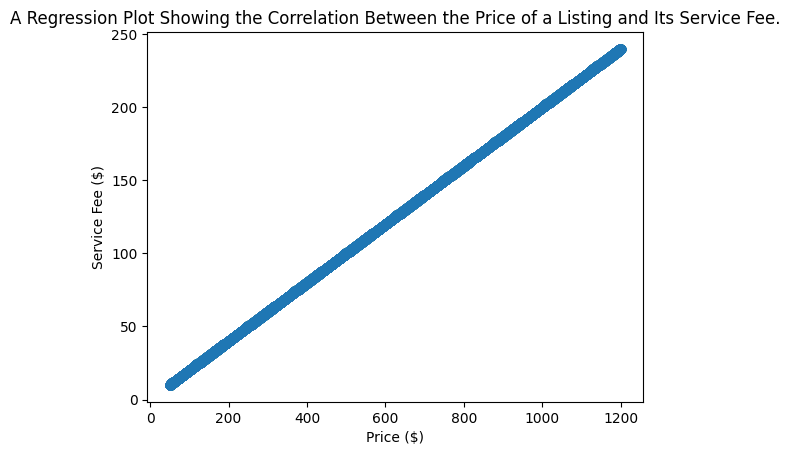 A Regression Plot Showing the Correlation Between the Price of a Listing and Its Service Fee.
250
200
150
100
50
0
Service Fee ($)
0 200 400 600 800 1000 1200
Price ($)